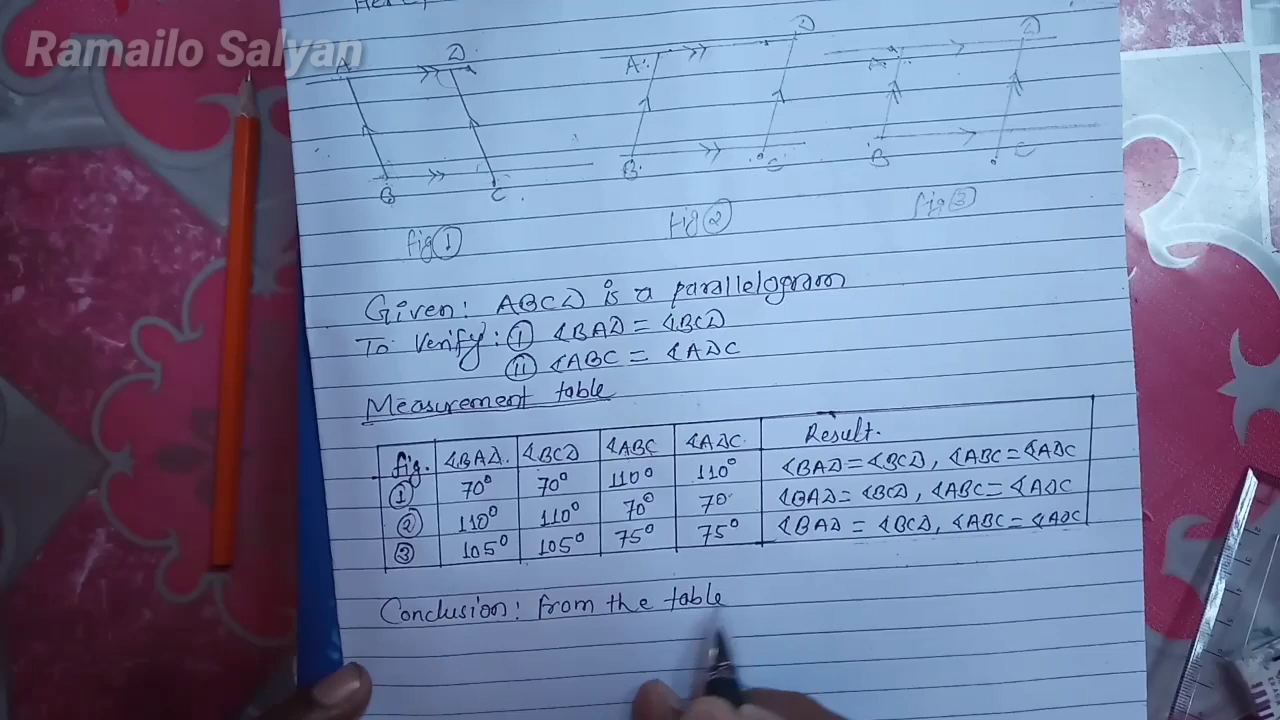 Ramailo Salyan
A D A D A D
B C B C B C
fig ① fig ② fig ③
Given: ABCD is a parallelogram
To verify: ⓘ ∡BAD = ∡BCD
ⓘⓘ ∡ABC = ∡ADC
Measurement table
fig. ∡BAD. ∡BCD ∡ABC ∡ADC. Result.
① 70° 70° 110° 110° ∡BAD = ∡BCD, ∡ABC = ∡ADC
② 110° 110° 70° 70° ∡BAD = ∡BCD, ∡ABC = ∡ADC
③ 105° 105° 75° 75° ∡BAD = ∡BCD, ∡ABC = ∡ADC
Conclusion: from the table